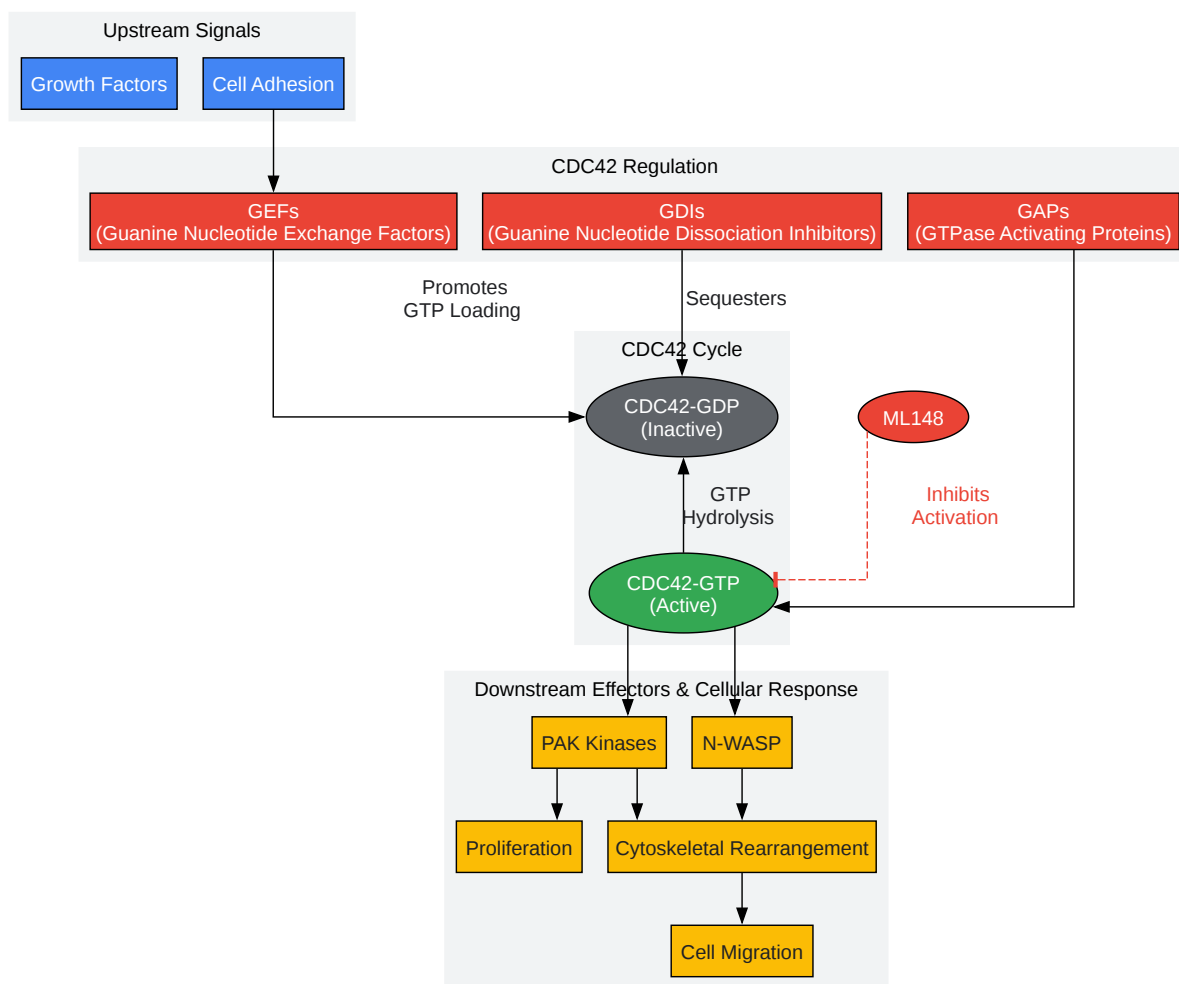 Upstream Signals
Growth Factors
Cell Adhesion
CDC42 Regulation
GEFs
(Guanine Nucleotide Exchange Factors)
GDIs
(Guanine Nucleotide Dissociation Inhibitors)
GAPs
(GTPase Activating Proteins)
Promotes
GTP Loading
Sequesters
CDC42 Cycle
CDC42-GDP
(Inactive)
ML148
GTP
Hydrolysis
Inhibits
Activation
CDC42-GTP
(Active)
Downstream Effectors & Cellular Response
PAK Kinases
N-WASP
Proliferation
Cytoskeletal Rearrangement
Cell Migration